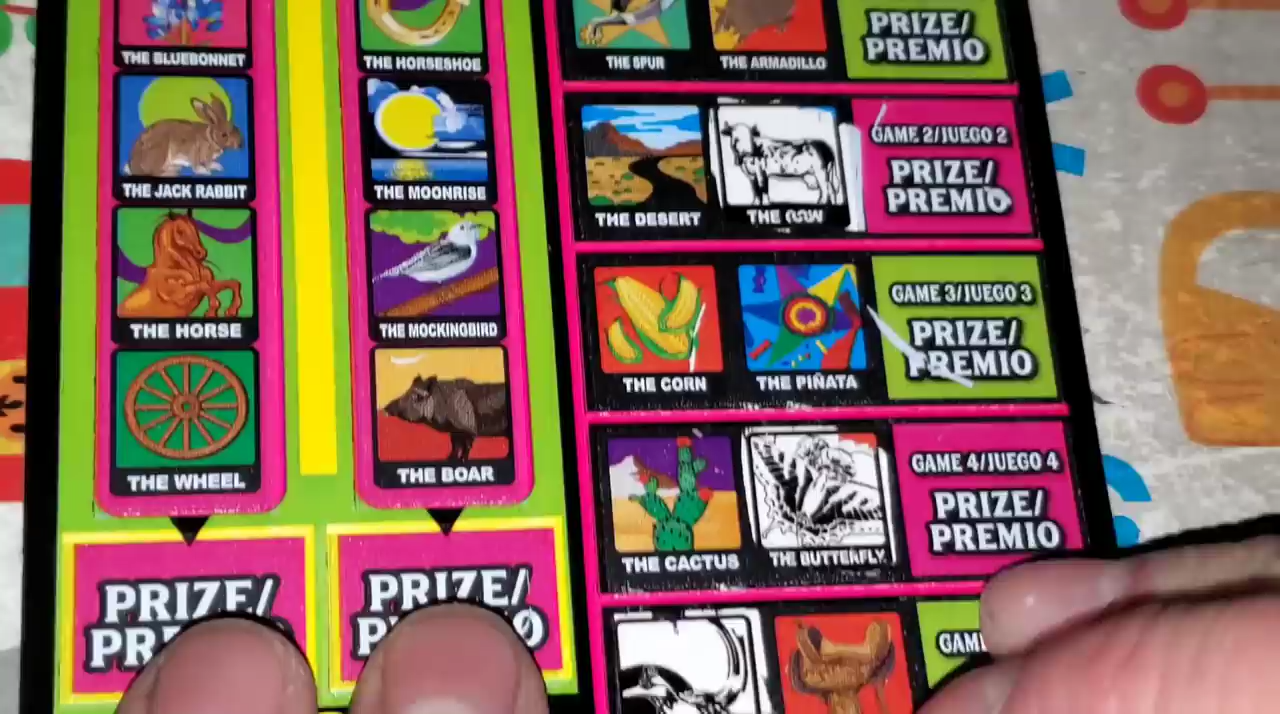 THE BLUEBONNET
THE HORSESHOE
THE JACK RABBIT
THE MOONRISE
THE HORSE
THE MOCKINGBIRD
THE WHEEL
THE BOAR
PRIZE/
PRIZE/
THE SPUR
THE ARMADILLO
PRIZE/
PREMIO
THE DESERT
THE COW
GAME 2/JUEGO 2
PRIZE/
PREMIO
THE CORN
THE PIÑATA
GAME 3/JUEGO 3
PRIZE/
PREMIO
THE CACTUS
THE BUTTERFLY
GAME 4/JUEGO 4
PRIZE/
PREMIO